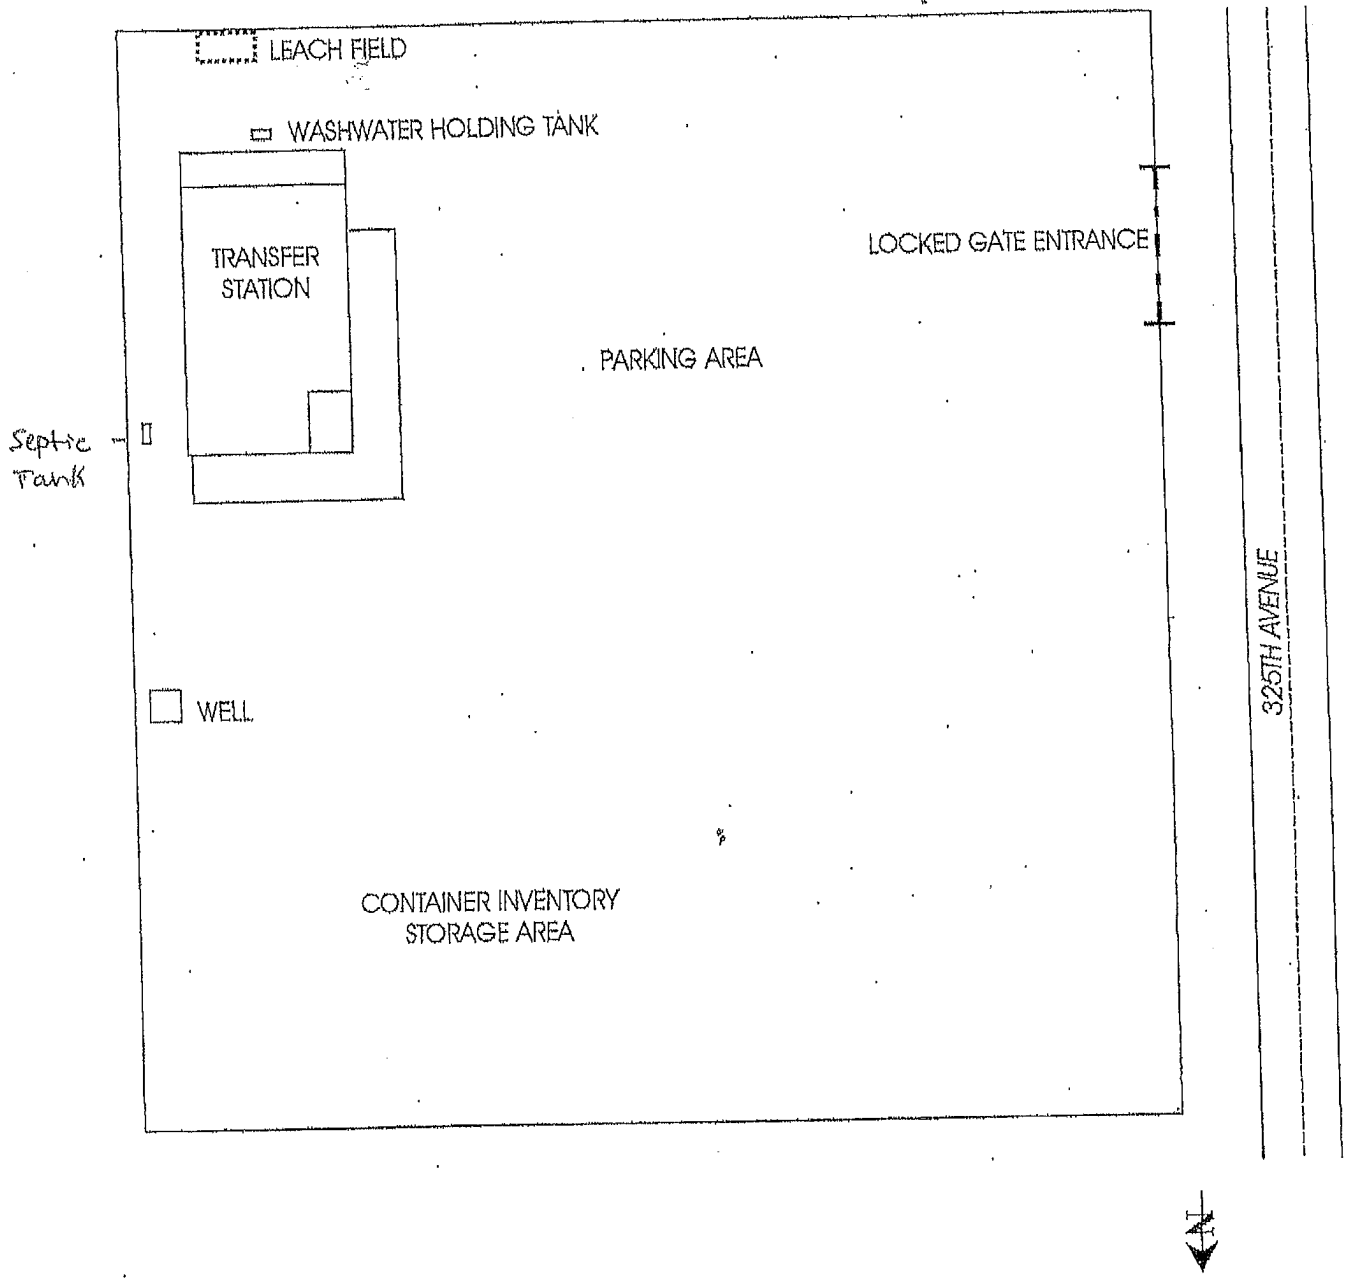 LEACH FIELD
WASHWATER HOLDING TANK
TRANSFER
STATION
LOCKED GATE ENTRANCE
PARKING AREA
Septic
Tank
325TH AVENUE
WELL
CONTAINER INVENTORY
STORAGE AREA
N